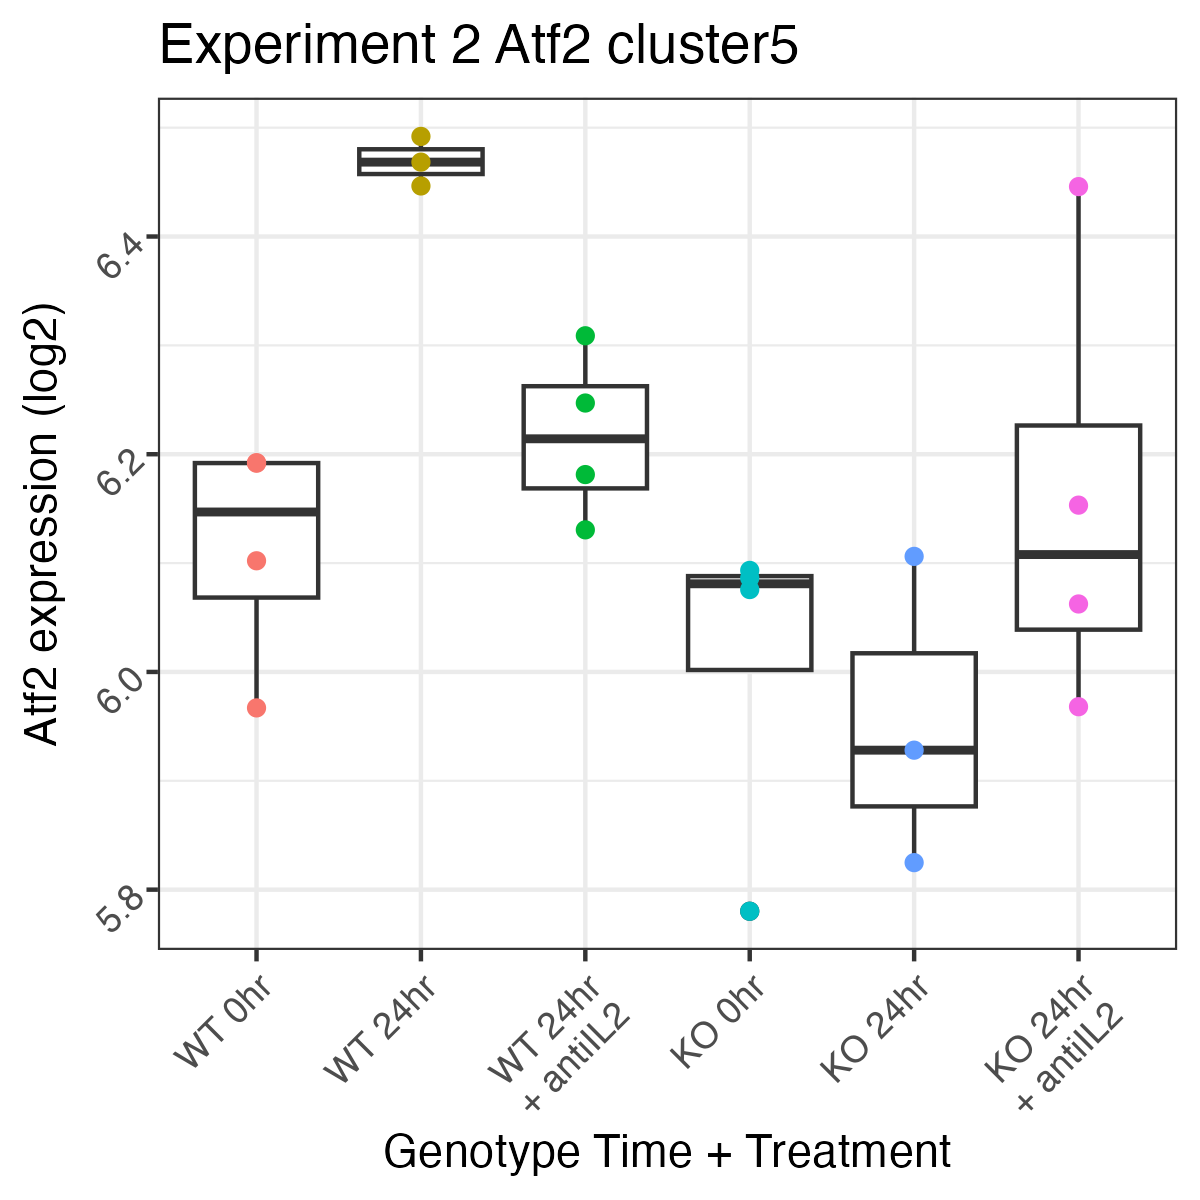 Experiment 2 Atf2 cluster5
Atf2 expression (log2)
6.4
6.2
6.0
5.8
WT 0hr
WT 24hr
WT 24hr
+ antiIL2
KO 0hr
KO 24hr
KO 24hr
+ antiIL2
Genotype Time + Treatment